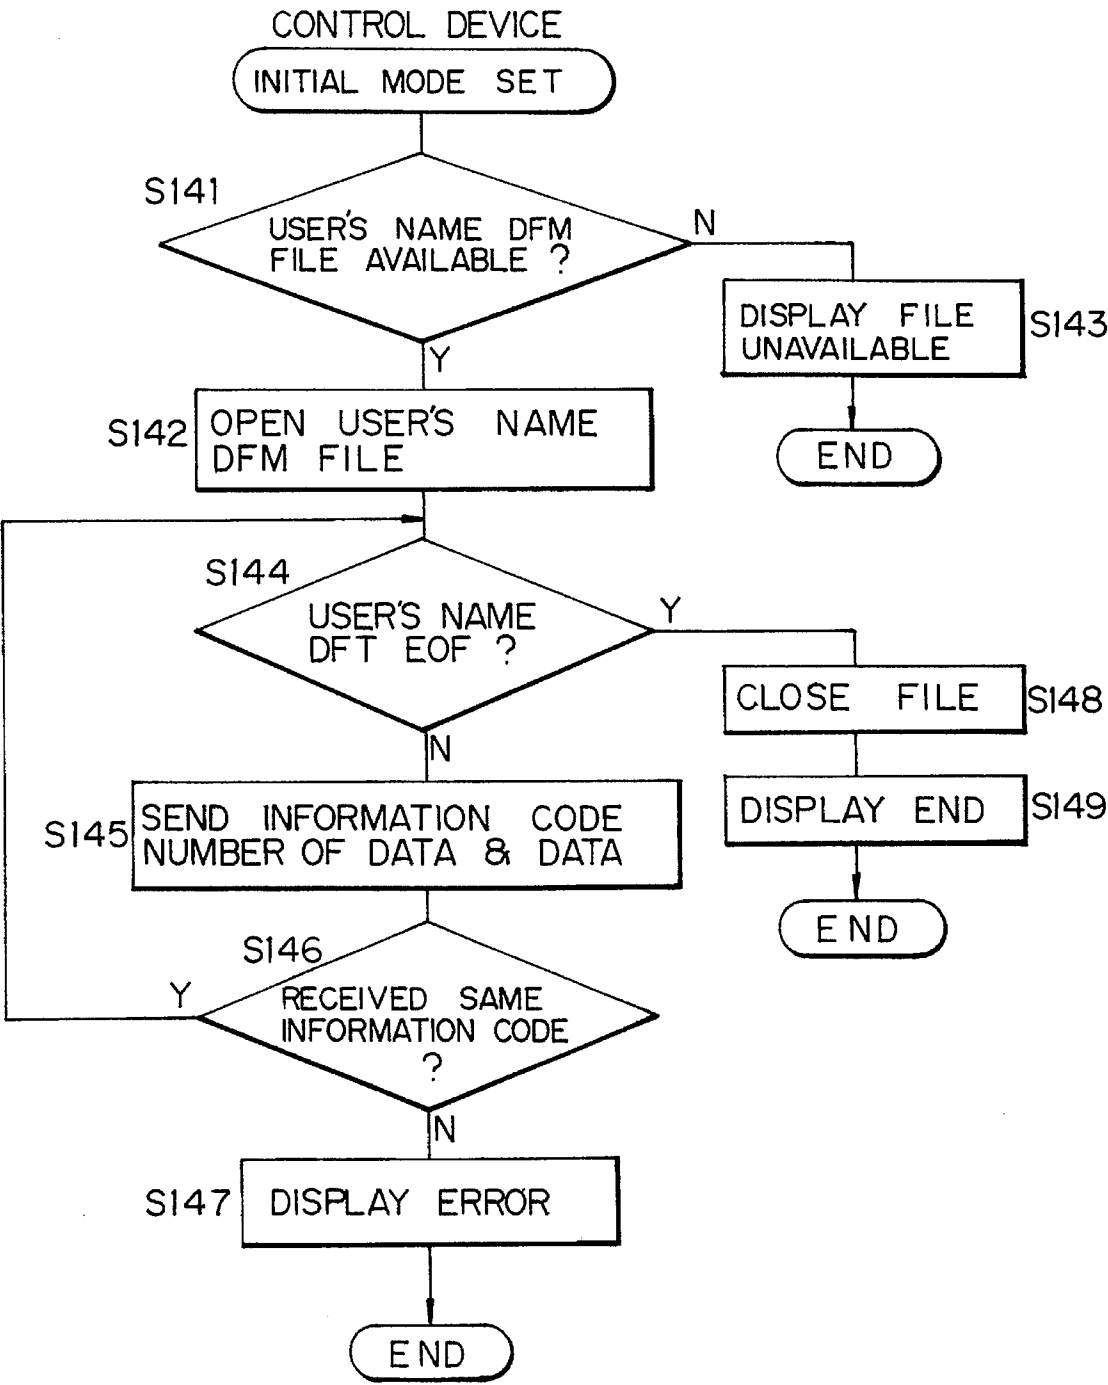 CONTROL DEVICE
INITIAL MODE SET
S141
USER'S NAME DFM
FILE AVAILABLE ?
N
DISPLAY FILE
UNAVAILABLE
S143
END
Y
S142
OPEN USER'S NAME
DFM FILE
S144
USER'S NAME
DFT EOF ?
Y
CLOSE FILE
S148
DISPLAY END
S149
END
N
S145
SEND INFORMATION CODE
NUMBER OF DATA & DATA
S146
Y
RECEIVED SAME
INFORMATION CODE
?
N
S147
DISPLAY ERROR
END